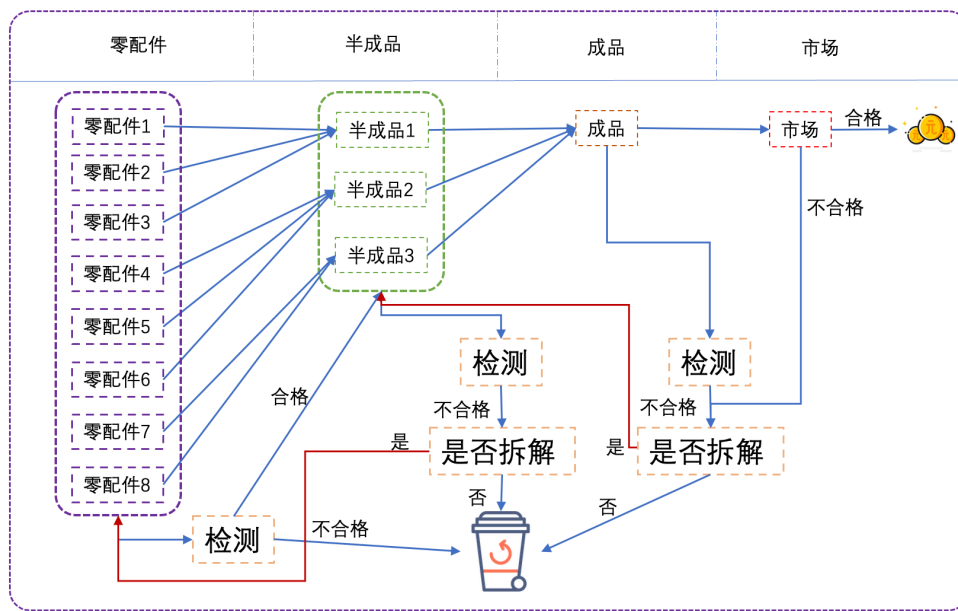 零配件
半成品
成品
市场
零配件1
零配件2
零配件3
零配件4
零配件5
零配件6
零配件7
零配件8
半成品1
半成品2
半成品3
成品
市场
合格
元
不合格
检测
检测
合格
不合格
不合格
是
是否拆解
是
是否拆解
否
否
检测
不合格